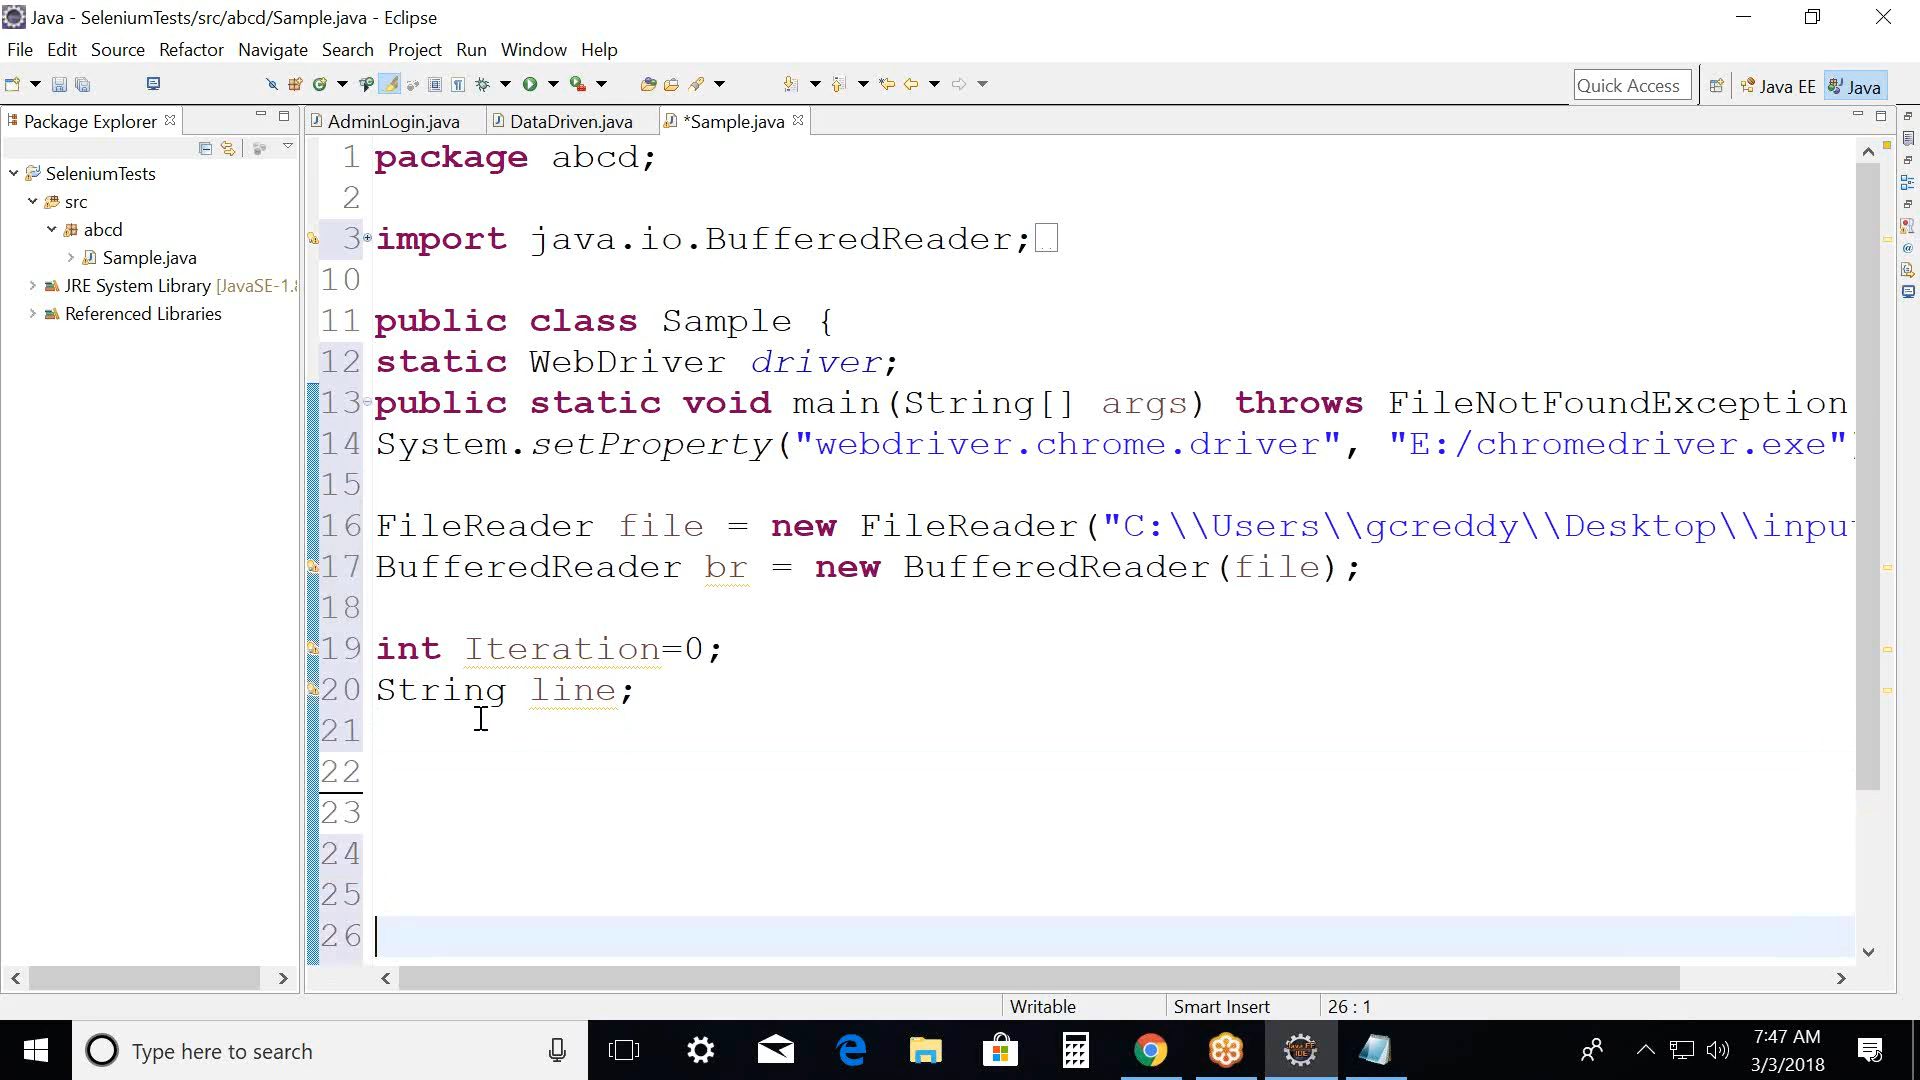 Java - SeleniumTests/src/abcd/Sample.java - Eclipse
File Edit Source Refactor Navigate Search Project Run Window Help
Quick Access
Java EE
Java
Package Explorer
AdminLogin.java
DataDriven.java
*Sample.java
SeleniumTests
src
abcd
Sample.java
JRE System Library [JavaSE-1.8
Referenced Libraries
1 package abcd;
2
3 import java.io.BufferedReader;
10
11 public class Sample {
12 static WebDriver driver;
13 public static void main(String[] args) throws FileNotFoundException
14 System.setProperty("webdriver.chrome.driver", "E:/chromedriver.exe"
15
16 FileReader file = new FileReader("C:\\Users\\gcreddy\\Desktop\\inpu
17 BufferedReader br = new BufferedReader(file);
18
19 int Iteration=0;
20 String line;
21
22
23
24
25
26
Writable
Smart Insert
26 : 1
Type here to search
7:47 AM
3/3/2018